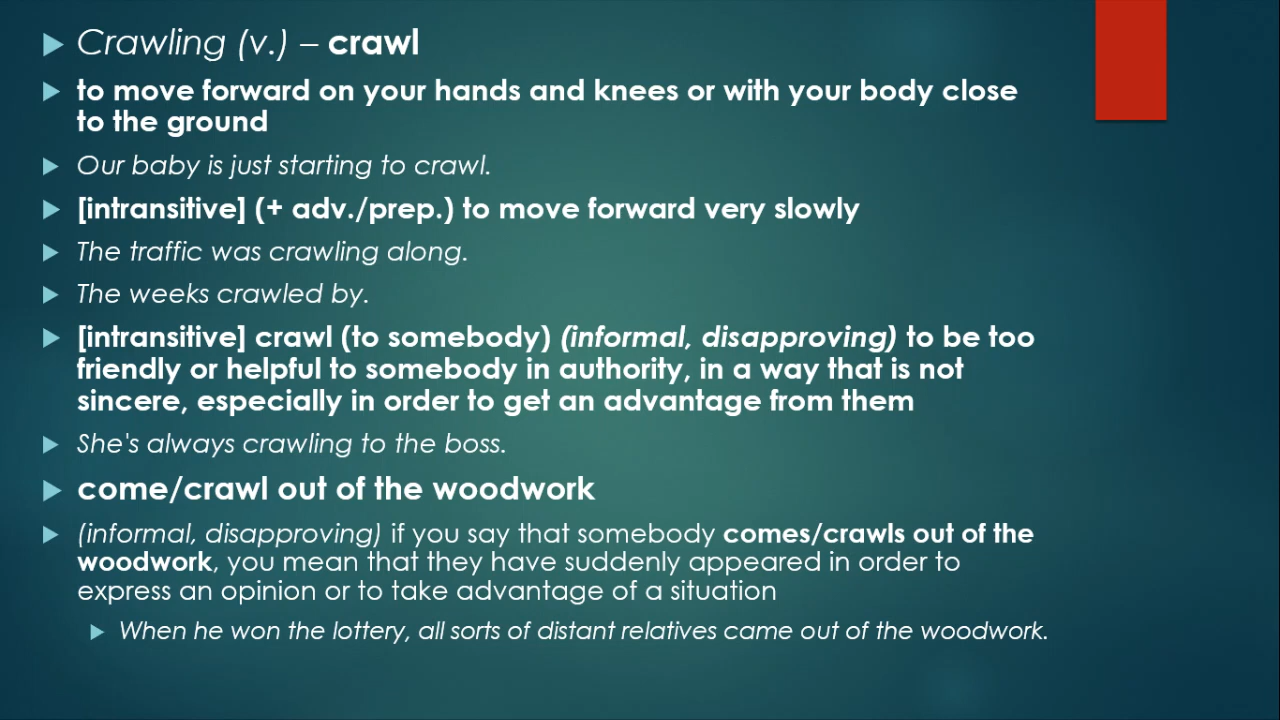 Crawling (v.) – crawl
to move forward on your hands and knees or with your body close
to the ground
Our baby is just starting to crawl.
[intransitive] (+ adv./prep.) to move forward very slowly
The traffic was crawling along.
The weeks crawled by.
[intransitive] crawl (to somebody) (informal, disapproving) to be too
friendly or helpful to somebody in authority, in a way that is not
sincere, especially in order to get an advantage from them
She's always crawling to the boss.
come/crawl out of the woodwork
(informal, disapproving) if you say that somebody comes/crawls out of the
woodwork, you mean that they have suddenly appeared in order to
express an opinion or to take advantage of a situation
When he won the lottery, all sorts of distant relatives came out of the woodwork.